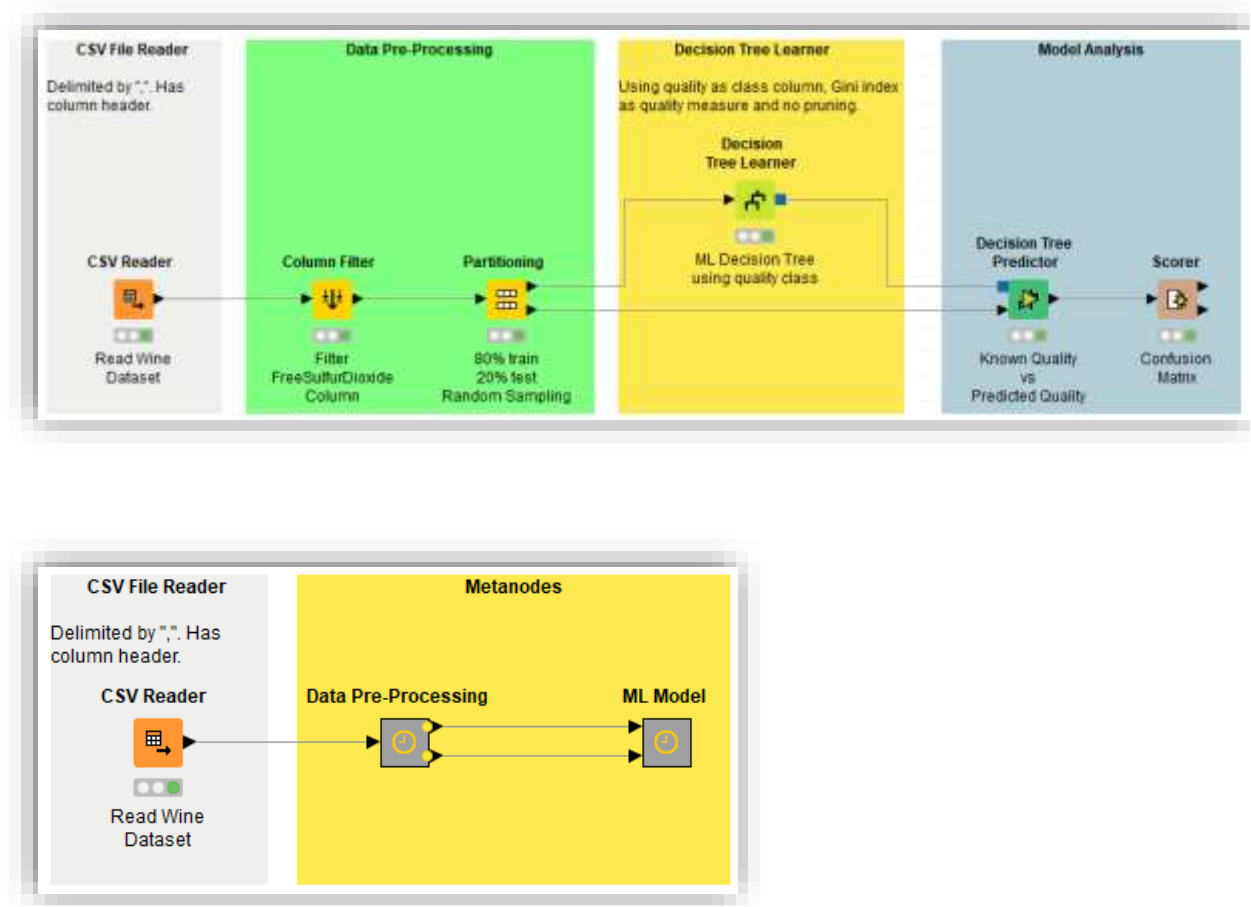 CSV File Reader
Delimited by ",". Has
column header.
CSV Reader
Read Wine
Dataset
Data Pre-Processing
Column Filter
Filter
FreeSulfurDioxide
Column
Partitioning
80% train
20% test
Random Sampling
Decision Tree Learner
Using quality as class column, Gini index
as quality measure and no pruning.
Decision
Tree Learner
ML Decision Tree
using quality class
Model Analysis
Decision Tree
Predictor
Known Quality
vs
Predicted Quality
Scorer
Confusion
Matrix
CSV File Reader
Delimited by ",". Has
column header.
CSV Reader
Read Wine
Dataset
Metanodes
Data Pre-Processing
ML Model